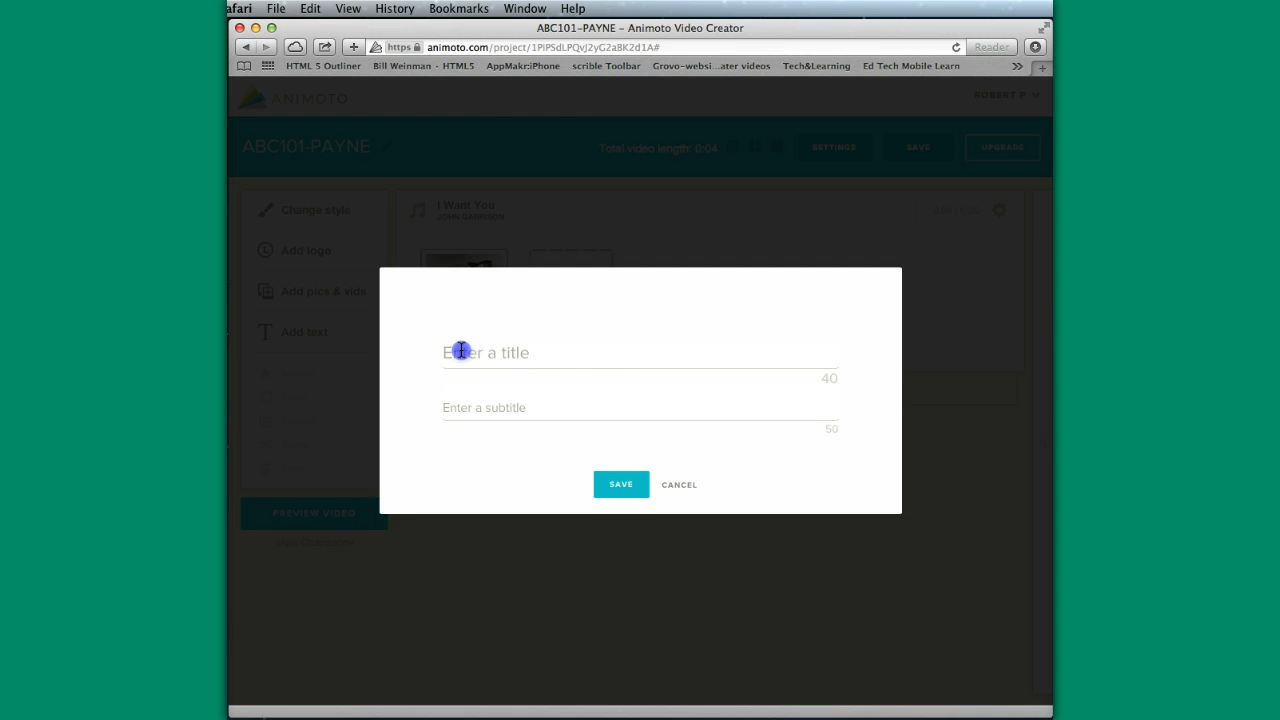 afari File Edit View History Bookmarks Window Help
ABC101-PAYNE – Animoto Video Creator
https animoto.com/project/1PiPSdLPQvJ2yG2aBK2d1A# Reader
HTML 5 Outliner Bill Weinman · HTML5 AppMakr:iPhone scrible Toolbar Grovo-websi...ater videos Tech&Learning Ed Tech Mobile Learn
ANIMOTO ROBERT P
ABC101-PAYNE Total video length: 0:04 SETTINGS SAVE UPGRADE
Change style
I Want You
JOHN GARRISON
Add logo
Add pics & vids
Add text
Enter a title
40
Enter a subtitle
50
SAVE CANCEL
PREVIEW VIDEO